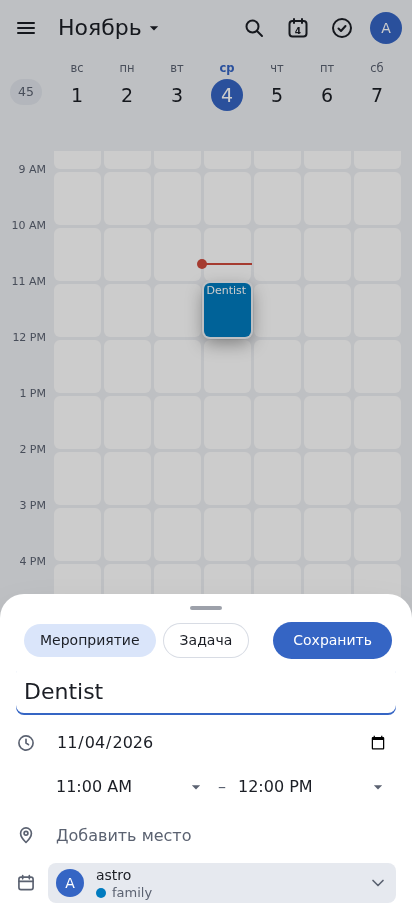 Ноябрь
4
A
вс пн вт ср чт пт сб
45 1 2 3 4 5 6 7
9 AM
10 AM
11 AM
Dentist
12 PM
1 PM
2 PM
3 PM
4 PM
Мероприятие Задача Сохранить
Dentist
11/04/2026
11:00 AM – 12:00 PM
Добавить место
A
astro
family